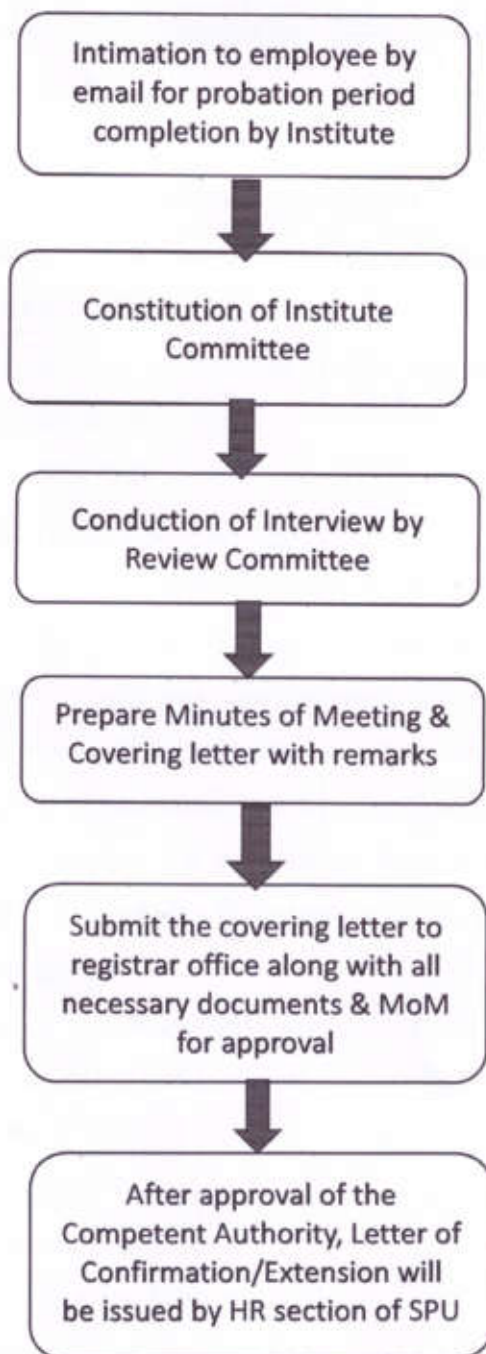 Intimation to employee by
email for probation period
completion by Institute
Constitution of Institute
Committee
Conduction of Interview by
Review Committee
Prepare Minutes of Meeting &
Covering letter with remarks
Submit the covering letter to
registrar office along with all
necessary documents & MoM
for approval
After approval of the
Competent Authority, Letter of
Confirmation/Extension will
be issued by HR section of SPU